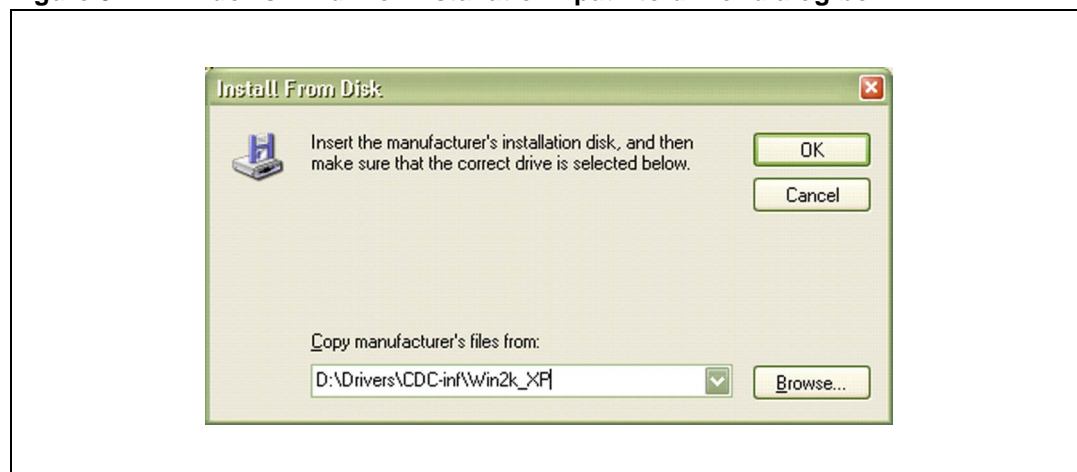 Install From Disk
Insert the manufacturer's installation disk, and then
make sure that the correct drive is selected below.
OK
Cancel
Copy manufacturer's files from:
D:\Drivers\CDC-inf\Win2k_XP
Browse...